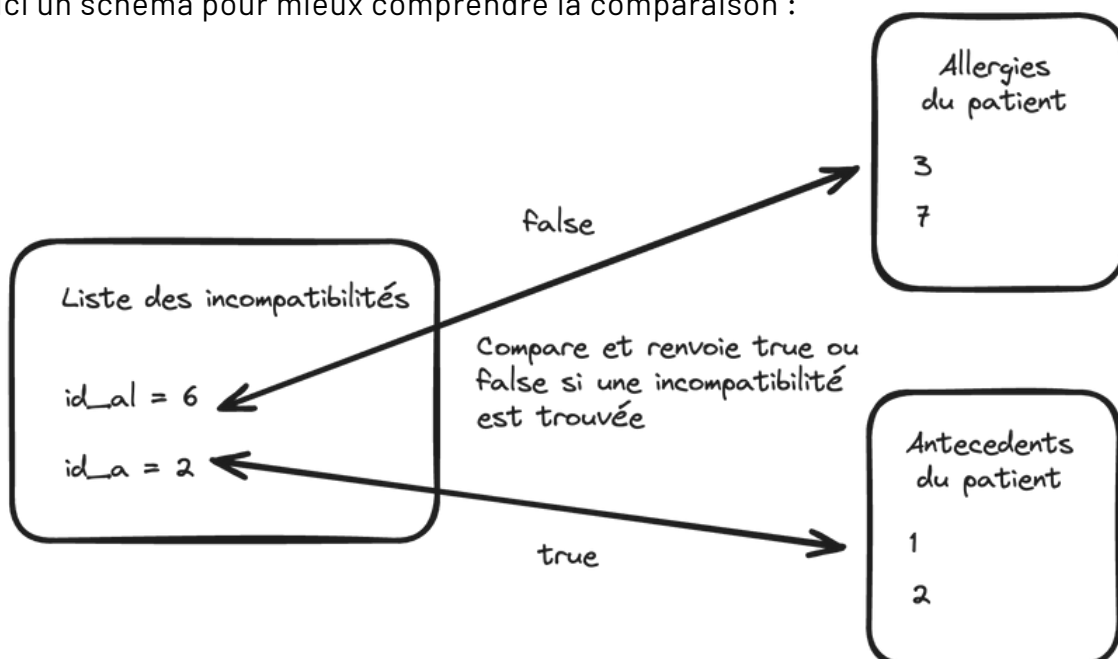 ci un schéma pour mieux comprendre la comparaison :
Allergies
du patient
3
7
false
Liste des incompatibilités
id_al = 6
id_a = 2
Compare et renvoie true ou
false si une incompatibilité
est trouvée
true
Antecedents
du patient
1
2